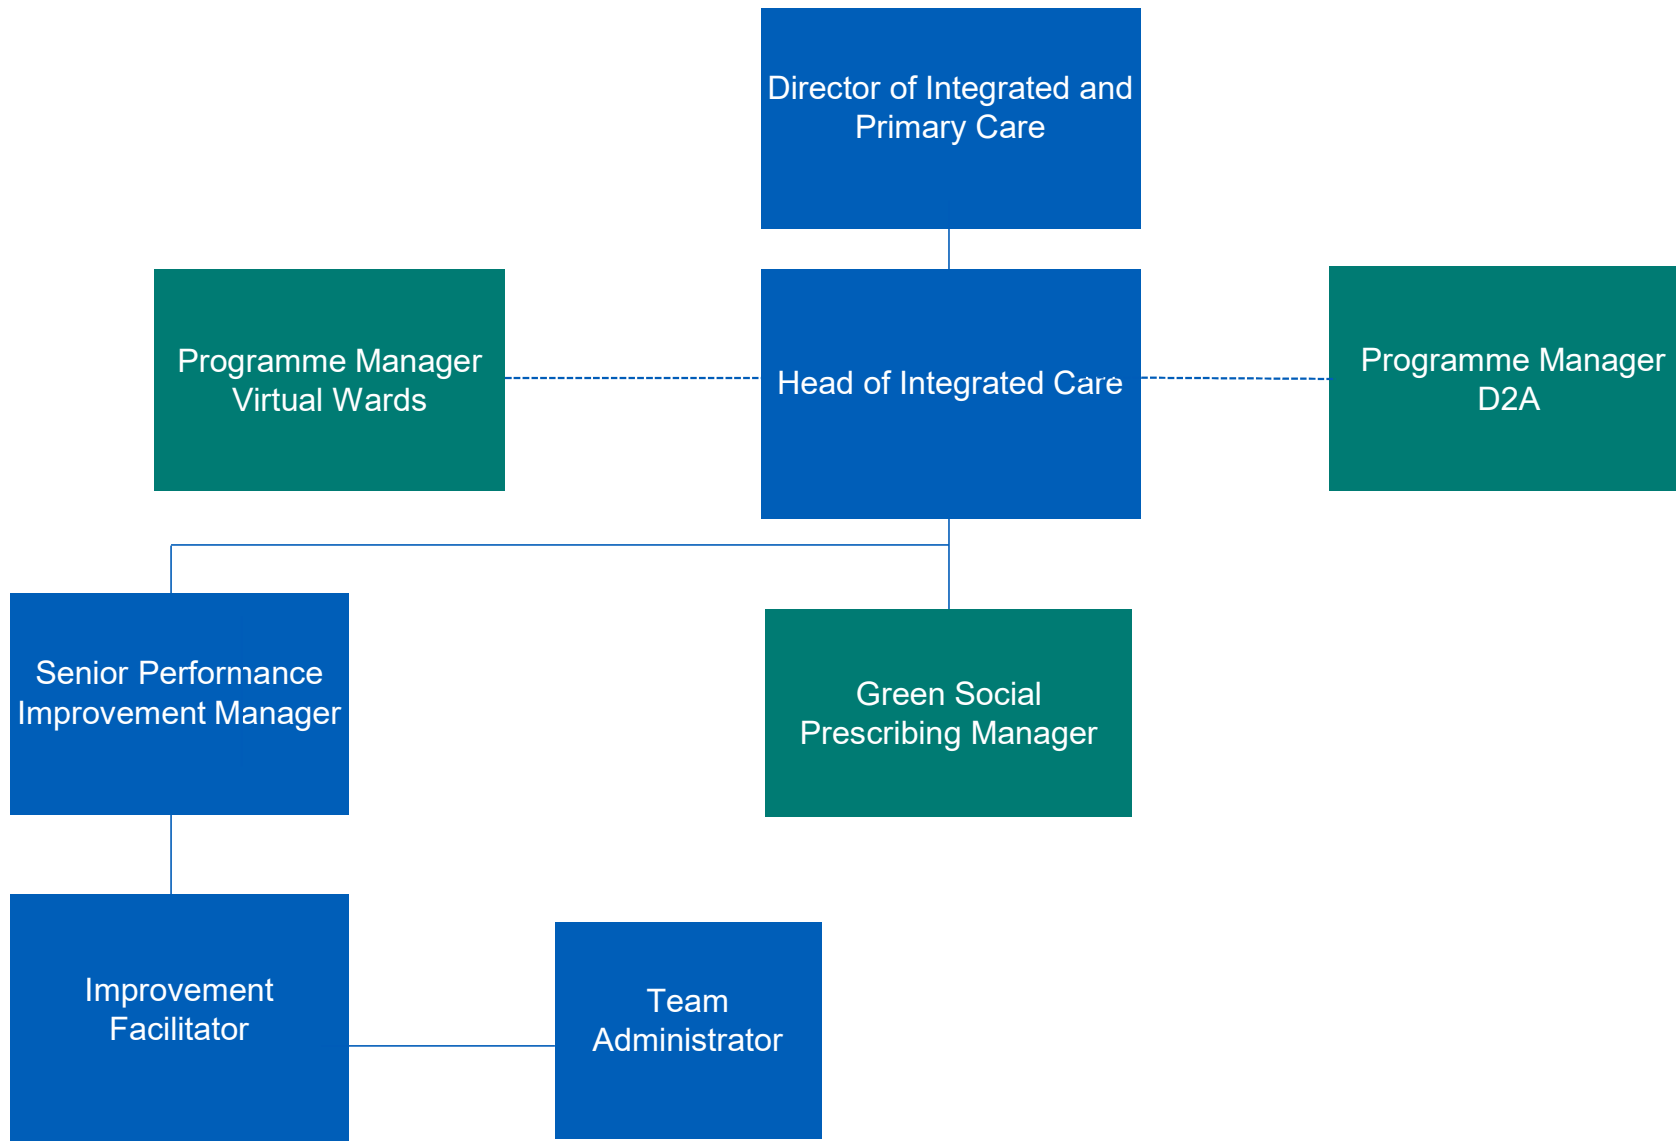 Director of Integrated and
Primary Care
Programme Manager
Virtual Wards
Head of Integrated Care
Programme Manager
D2A
Senior Performance
Improvement Manager
Green Social
Prescribing Manager
Improvement
Facilitator
Team
Administrator